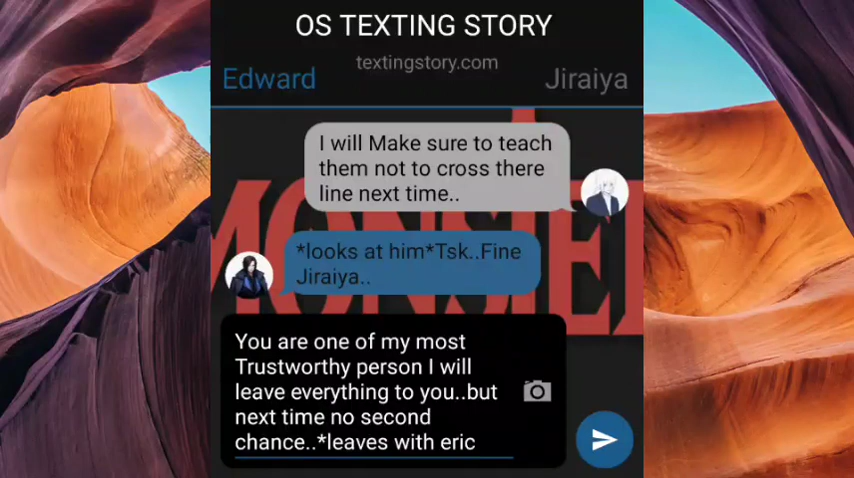 OS TEXTING STORY
textingstory.com
Edward
Jiraiya
MONSTER
I will Make sure to teach
them not to cross there
line next time..
*looks at him*Tsk..Fine
Jiraiya..
You are one of my most
Trustworthy person I will
leave everything to you..but
next time no second
chance..*leaves with eric